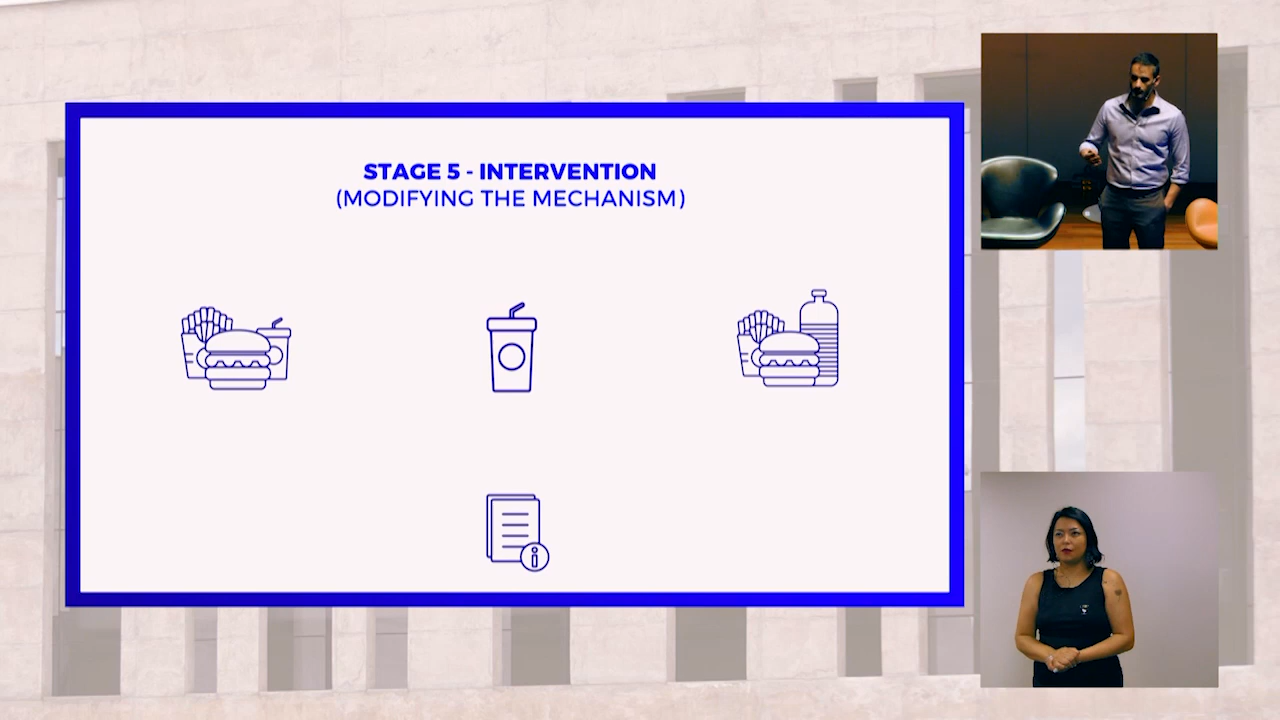 STAGE 5 - INTERVENTION
(MODIFYING THE MECHANISM)